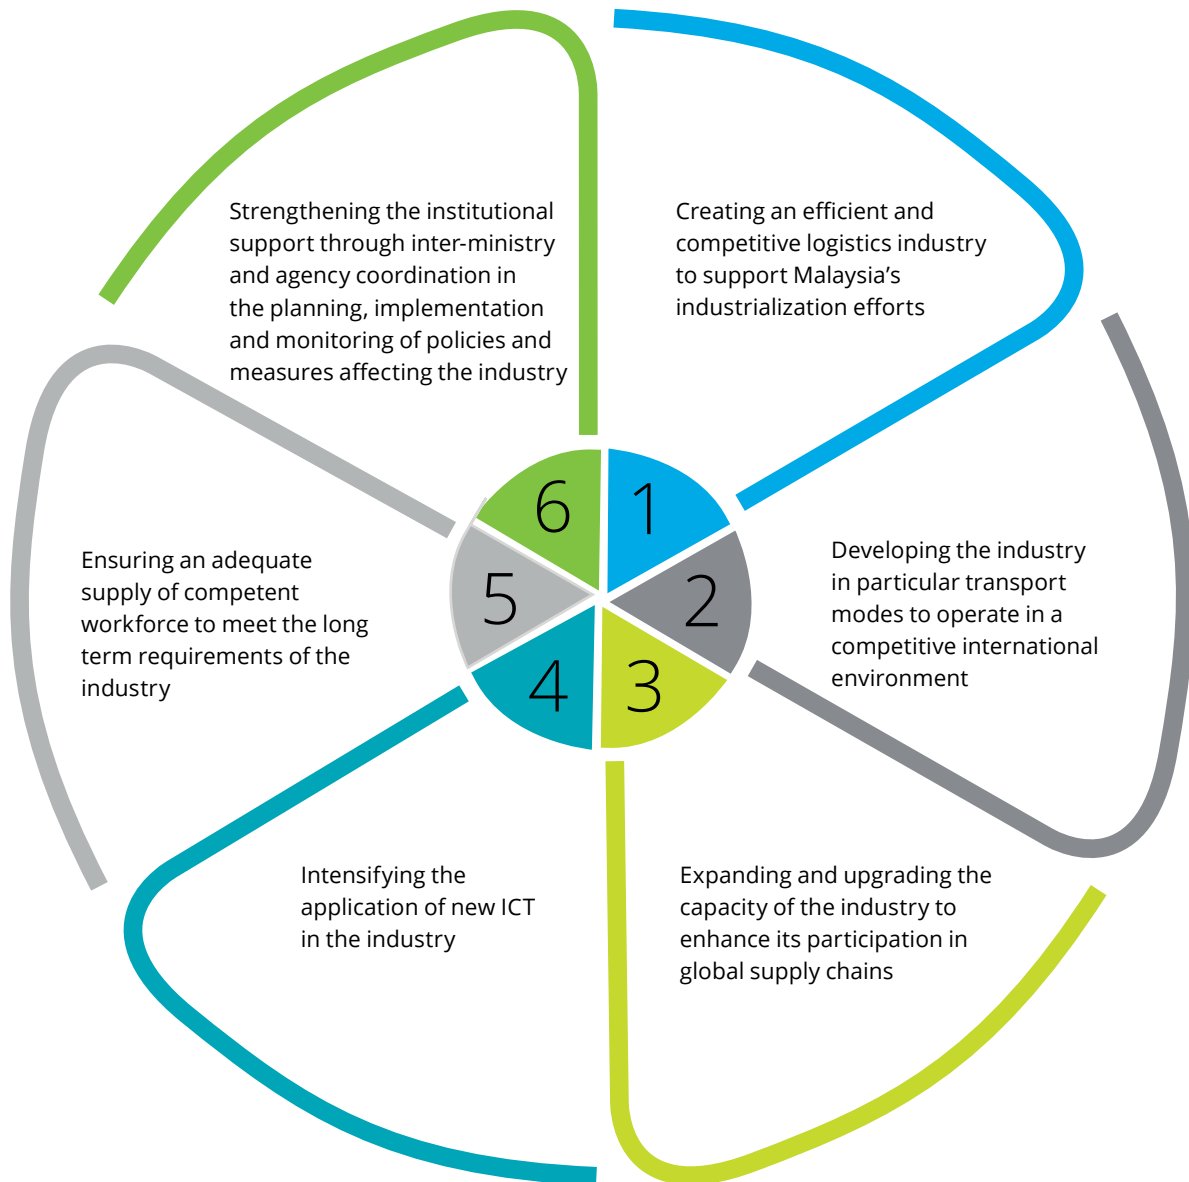 Strengthening the institutional
support through inter-ministry
and agency coordination in
the planning, implementation
and monitoring of policies and
measures affecting the industry
Creating an efficient and
competitive logistics industry
to support Malaysia’s
industrialization efforts
6
1
5
2
4
3
Ensuring an adequate
supply of competent
workforce to meet the long
term requirements of the
industry
Developing the industry
in particular transport
modes to operate in a
competitive international
environment
Intensifying the
application of new ICT
in the industry
Expanding and upgrading the
capacity of the industry to
enhance its participation in
global supply chains